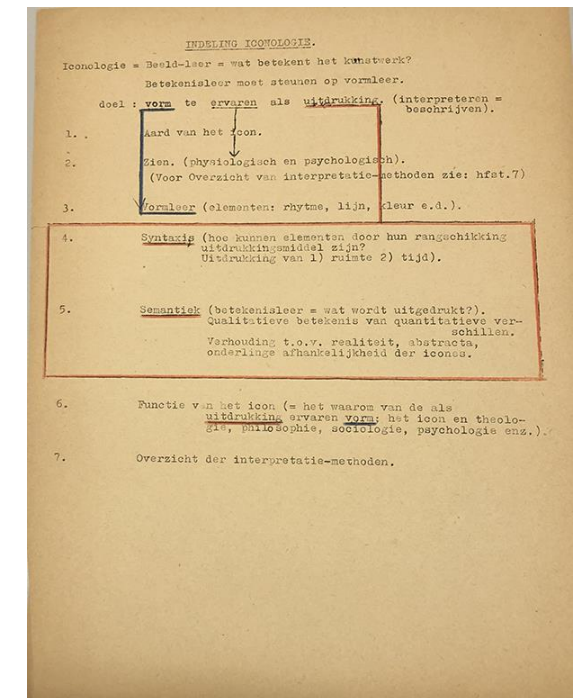 INDELING ICONOLOGIE.
Iconologie = Beeld-leer = wat betekent het kunstwerk?
Betekenisleer moet steunen op vormleer.
doel : vorm te ervaren als uitdrukking. (interpreteren =
beschrijven).
1. . Aard van het icon.
2. Zien. (physiologisch en psychologisch).
(Voor Overzicht van interpretatie-methoden zie: hfst.7)
3. Vormleer (elementen: rhytme, lijn, kleur e.d.).
4. Syntaxis (hoe kunnen elementen door hun rangschikking
uitdrukkingsmiddel zijn?
Uitdrukking van 1) ruimte 2) tijd).
5. Semantiek (betekenisleer = wat wordt uitgedrukt?).
Qualitatieve betekenis van quantitatieve ver-
schillen.
Verhouding t.o.v. realiteit, abstracta,
onderlinge afhankelijkheid der icones.
6. Functie van het icon (= het waarom van de als
uitdrukking ervaren vorm: het icon en theolo-
gie, philosophie, sociologie, psychologie enz.).
7. Overzicht der interpretatie-methoden.